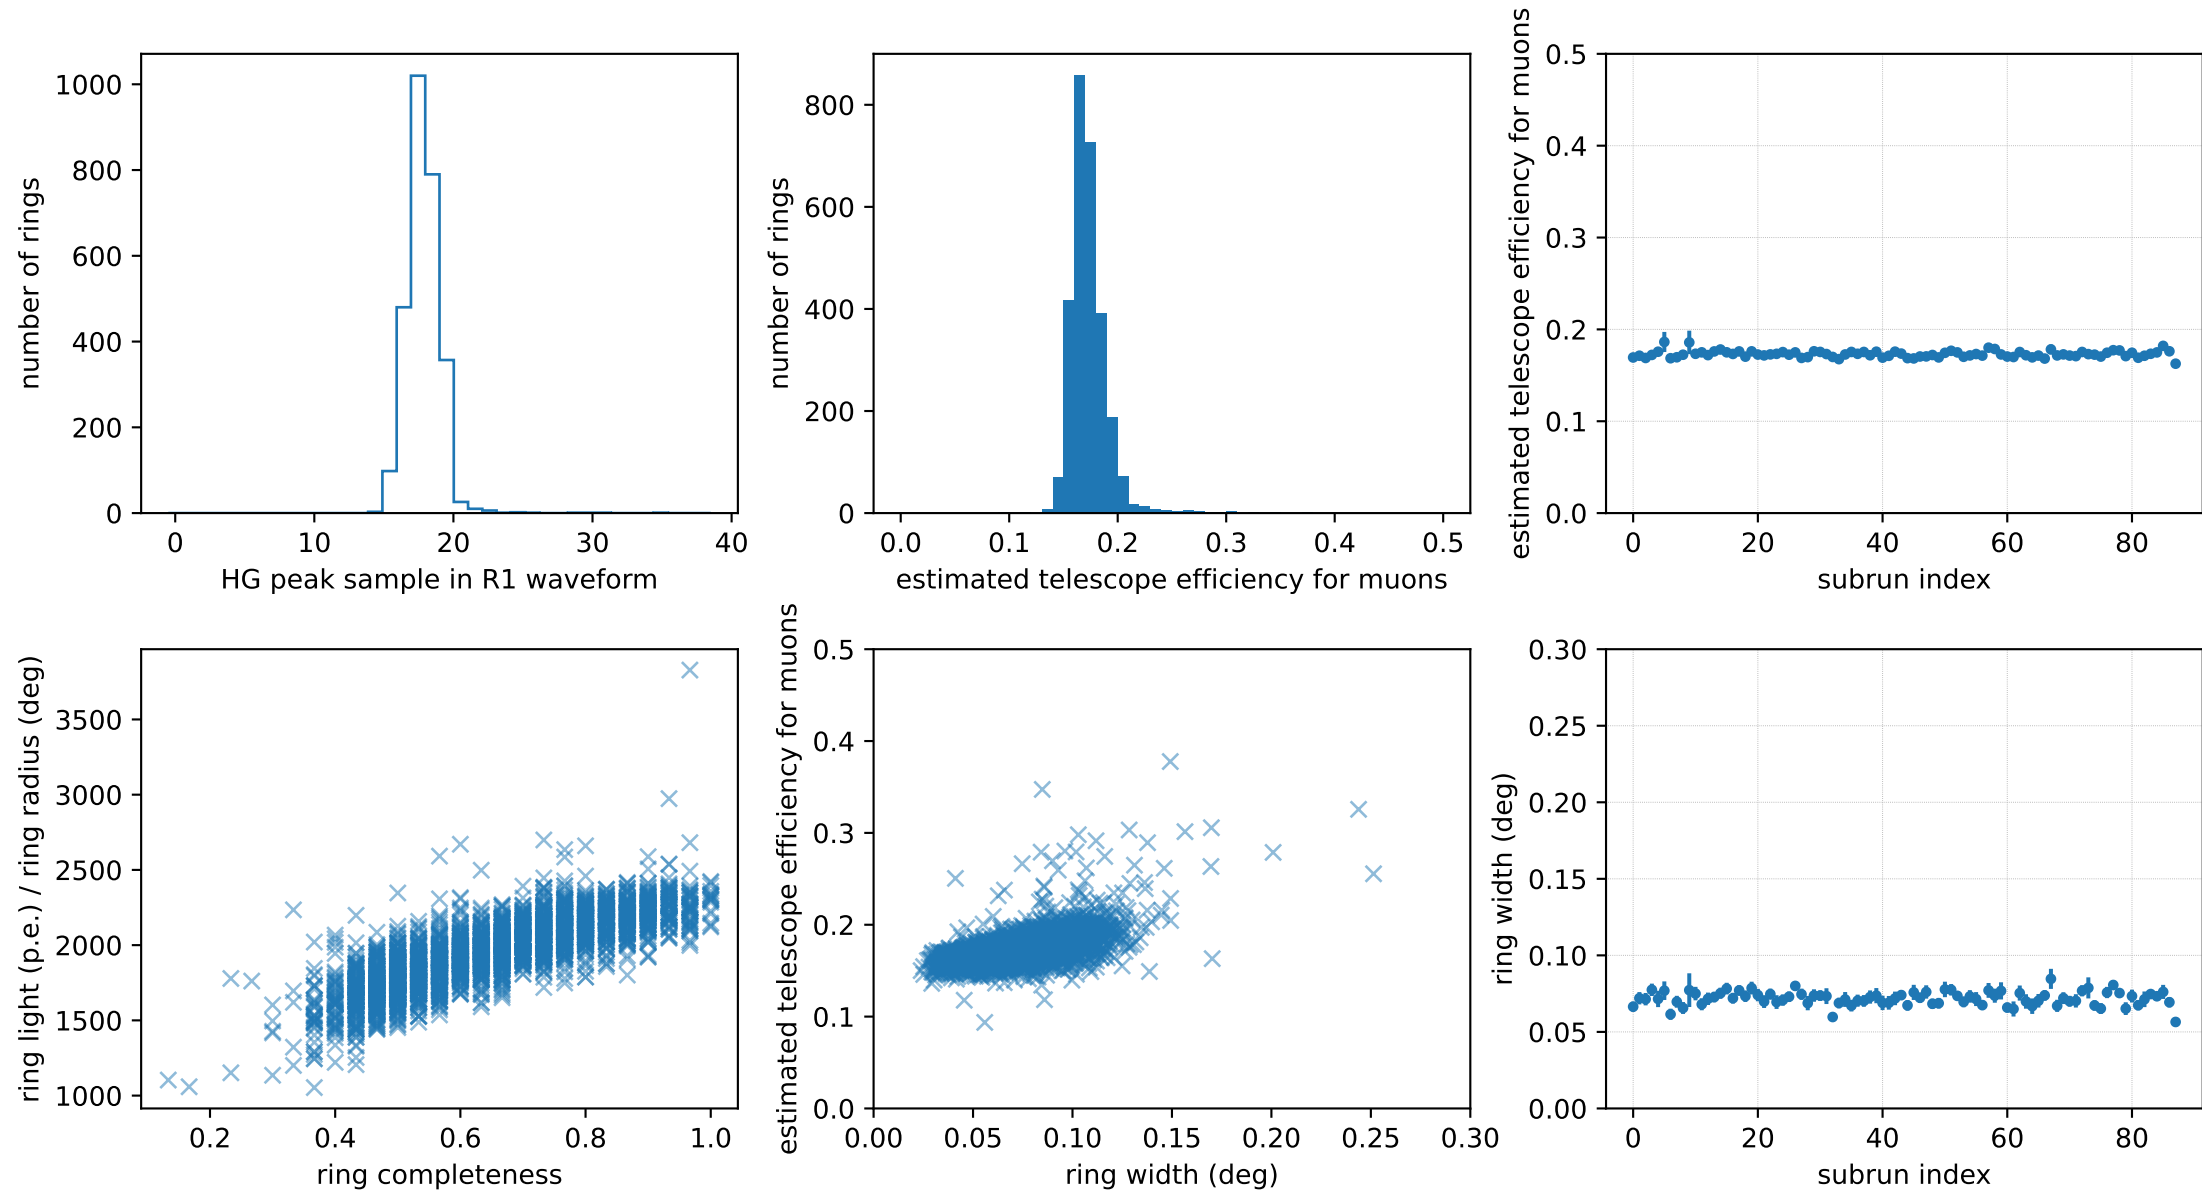 number of rings
1000
800
600
400
200
0
0 10 20 30 40
HG peak sample in R1 waveform
number of rings
800
600
400
200
0
0.0 0.1 0.2 0.3 0.4 0.5
estimated telescope efficiency for muons
estimated telescope efficiency for muons
0.5
0.4
0.3
0.2
0.1
0.0
0 20 40 60 80
subrun index
ring light (p.e.) / ring radius (deg)
3500
3000
2500
2000
1500
1000
0.2 0.4 0.6 0.8 1.0
ring completeness
estimated telescope efficiency for muons
0.5
0.4
0.3
0.2
0.1
0.0
0.00 0.05 0.10 0.15 0.20 0.25 0.30
ring width (deg)
ring width (deg)
0.30
0.25
0.20
0.15
0.10
0.05
0.00
0 20 40 60 80
subrun index